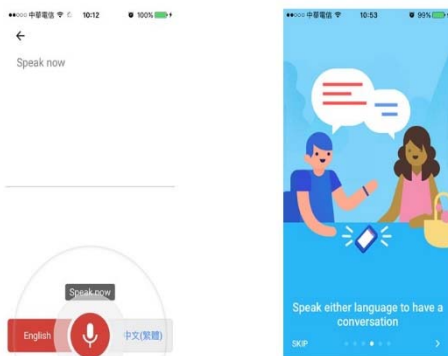 中華電信 10:12 100%
Speak now
Speak now
English
中文(繁體)
中華電信 10:53 99%
Speak either language to have a
conversation
SKIP